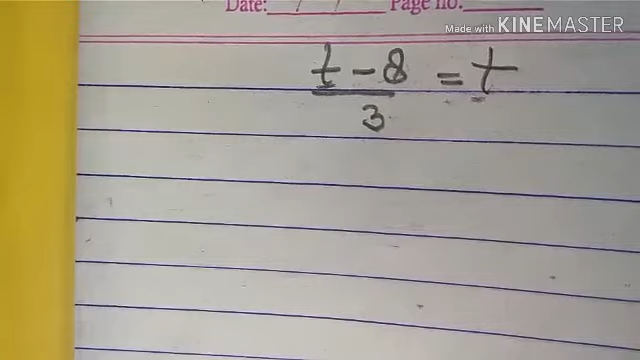 Date: / / Page no.
Made with KINEMASTER
t - 8 = t
3